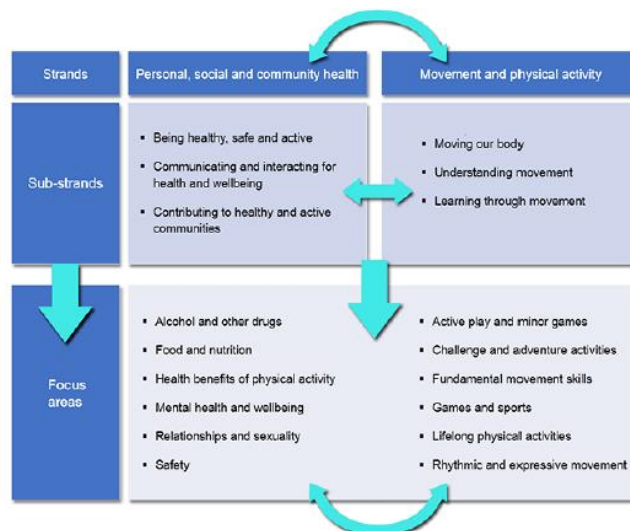 Strands
Personal, social and community health
Movement and physical activity
Sub-strands
▪ Being healthy, safe and active
▪ Communicating and interacting for
health and wellbeing
▪ Contributing to healthy and active
communities
▪ Moving our body
▪ Understanding movement
▪ Learning through movement
Focus
areas
▪ Alcohol and other drugs
▪ Food and nutrition
▪ Health benefits of physical activity
▪ Mental health and wellbeing
▪ Relationships and sexuality
▪ Safety
▪ Active play and minor games
▪ Challenge and adventure activities
▪ Fundamental movement skills
▪ Games and sports
▪ Lifelong physical activities
▪ Rhythmic and expressive movement